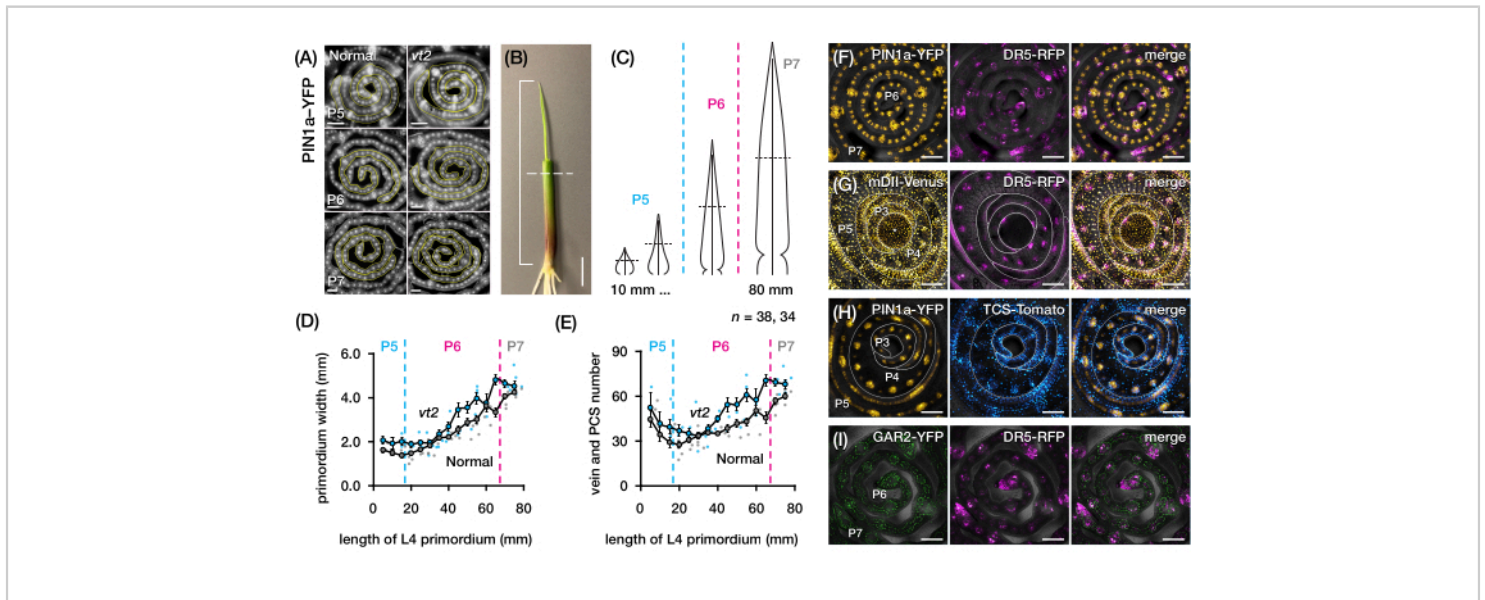 (A)
Normal
vt2
PIN1a–YFP
P5
P6
P7
(B)
(C)
P5
P6
P7
10 mm ...
80 mm
n = 38, 34
(D)
P5
P6
P7
primordium width (mm)
6.0
4.0
2.0
0.0
vt2
Normal
0
20
40
60
80
length of L4 primordium (mm)
(E)
P5
P6
P7
vein and PCS number
90
60
30
0
vt2
Normal
0
20
40
60
80
length of L4 primordium (mm)
(F)
PIN1a-YFP
DR5-RFP
merge
P6
P7
(G)
mDII-Venus
DR5-RFP
merge
P3
P5
P4
(H)
PIN1a-YFP
TCS-Tomato
merge
P3
P4
P5
(I)
GAR2-YFP
DR5-RFP
merge
P6
P7